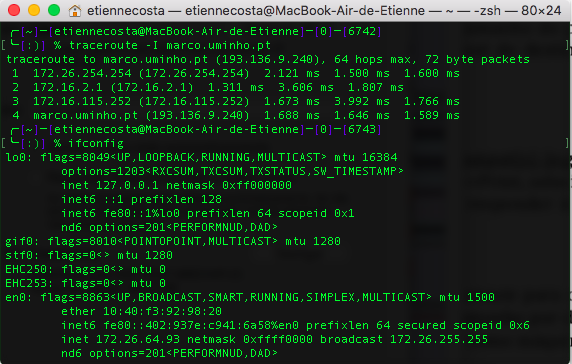 etiennecosta@MacBook-Air-de-Etienne — ~ — -zsh — 80×24
[~]—[etiennecosta@MacBook-Air-de-Etienne]—[0]—[6742]
[:)] % traceroute -I marco.uminho.pt
traceroute to marco.uminho.pt (193.136.9.240), 64 hops max, 72 byte packets
1  172.26.254.254 (172.26.254.254)  2.121 ms  1.500 ms  1.600 ms
2  172.16.2.1 (172.16.2.1)  1.311 ms  3.606 ms  1.807 ms
3  172.16.115.252 (172.16.115.252)  1.673 ms  3.992 ms  1.766 ms
4  marco.uminho.pt (193.136.9.240)  1.688 ms  1.646 ms  1.589 ms
[~]—[etiennecosta@MacBook-Air-de-Etienne]—[0]—[6743]
[:)] % ifconfig
lo0: flags=8049<UP,LOOPBACK,RUNNING,MULTICAST> mtu 16384
options=1203<RXCSUM,TXCSUM,TXSTATUS,SW_TIMESTAMP>
inet 127.0.0.1 netmask 0xff000000
inet6 ::1 prefixlen 128
inet6 fe80::1%lo0 prefixlen 64 scopeid 0x1
nd6 options=201<PERFORMNUD,DAD>
gif0: flags=8010<POINTOPOINT,MULTICAST> mtu 1280
stf0: flags=0<> mtu 1280
EHC250: flags=0<> mtu 0
EHC253: flags=0<> mtu 0
en0: flags=8863<UP,BROADCAST,SMART,RUNNING,SIMPLEX,MULTICAST> mtu 1500
ether 10:40:f3:92:98:20
inet6 fe80::402:937e:c941:6a58%en0 prefixlen 64 secured scopeid 0x6
inet 172.26.64.93 netmask 0xffff0000 broadcast 172.26.255.255
nd6 options=201<PERFORMNUD,DAD>